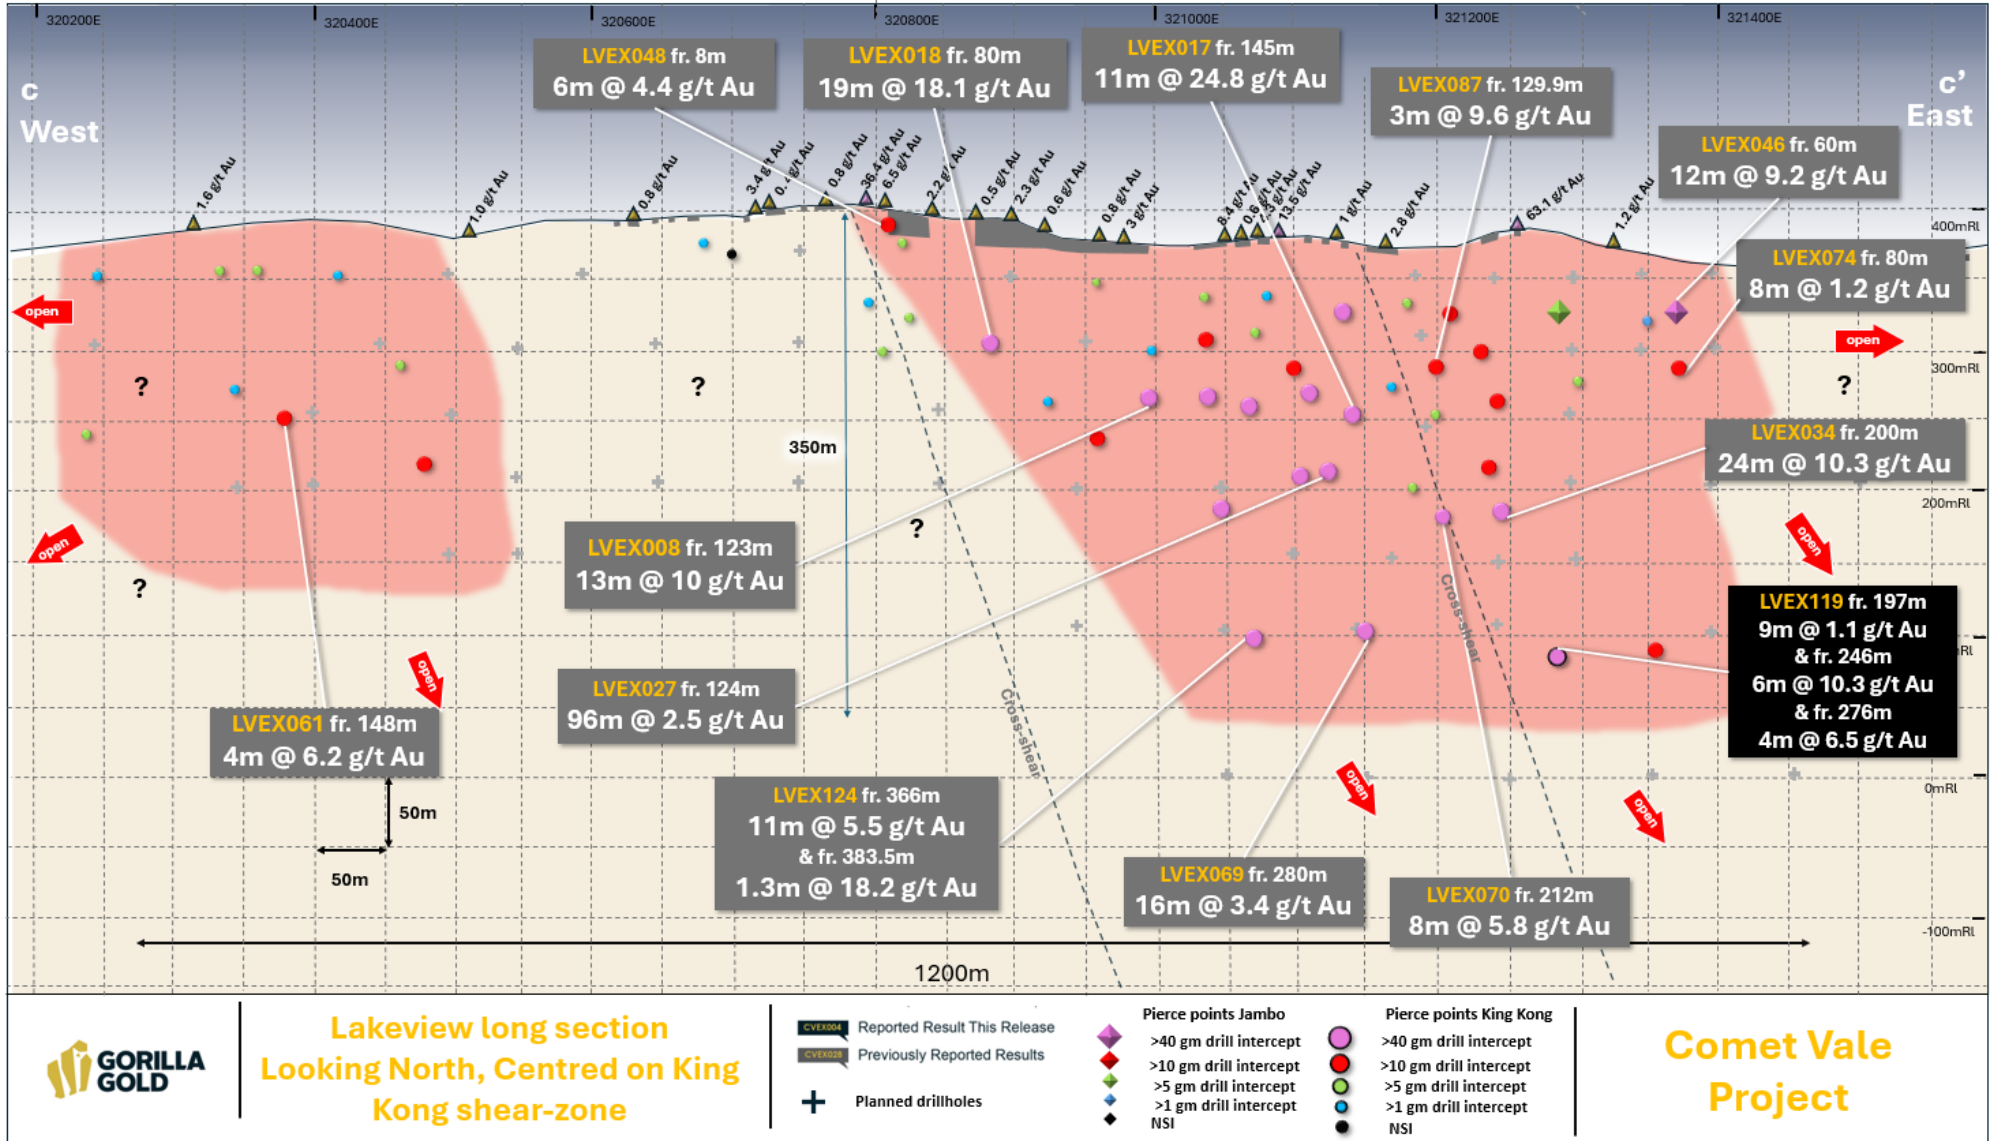 320200E
320400E
320600E
320800E
321000E
321200E
321400E
c
West
c’
East
LVEX048 fr. 8m
6m @ 4.4 g/t Au
LVEX018 fr. 80m
19m @ 18.1 g/t Au
LVEX017 fr. 145m
11m @ 24.8 g/t Au
LVEX087 fr. 129.9m
3m @ 9.6 g/t Au
LVEX046 fr. 60m
12m @ 9.2 g/t Au
LVEX074 fr. 80m
8m @ 1.2 g/t Au
1.6 g/t Au
1.0 g/t Au
0.8 g/t Au
3.4 g/t Au
g/t Au
0.8 g/t Au
36.4 g/t Au
6.5 g/t Au
2.2 g/t Au
0.5 g/t Au
2.3 g/t Au
0.6 g/t Au
0.8 g/t Au
3 g/t Au
8.4 g/t Au
0.6 g/t Au
g/t Au
13.5 g/t Au
1 g/t Au
2.8 g/t Au
63.1 g/t Au
1.2 g/t Au
400mRl
300mRl
200mRl
0mRl
-100mRl
open
open
?
?
?
?
?
350m
LVEX034 fr. 200m
24m @ 10.3 g/t Au
open
open
LVEX008 fr. 123m
13m @ 10 g/t Au
LVEX119 fr. 197m
9m @ 1.1 g/t Au
& fr. 246m
6m @ 10.3 g/t Au
& fr. 276m
4m @ 6.5 g/t Au
Cross-shear
Cross-shear
open
LVEX027 fr. 124m
96m @ 2.5 g/t Au
LVEX061 fr. 148m
4m @ 6.2 g/t Au
50m
50m
LVEX124 fr. 366m
11m @ 5.5 g/t Au
& fr. 383.5m
1.3m @ 18.2 g/t Au
open
open
LVEX069 fr. 280m
16m @ 3.4 g/t Au
LVEX070 fr. 212m
8m @ 5.8 g/t Au
1200m
GORILLA
GOLD
Lakeview long section
Looking North, Centred on King
Kong shear-zone
CVEX004 Reported Result This Release
CVEX028 Previously Reported Results
Planned drillholes
Pierce points Jambo
>40 gm drill intercept
>10 gm drill intercept
>5 gm drill intercept
>1 gm drill intercept
NSI
Pierce points King Kong
>40 gm drill intercept
>10 gm drill intercept
>5 gm drill intercept
>1 gm drill intercept
NSI
Comet Vale
Project